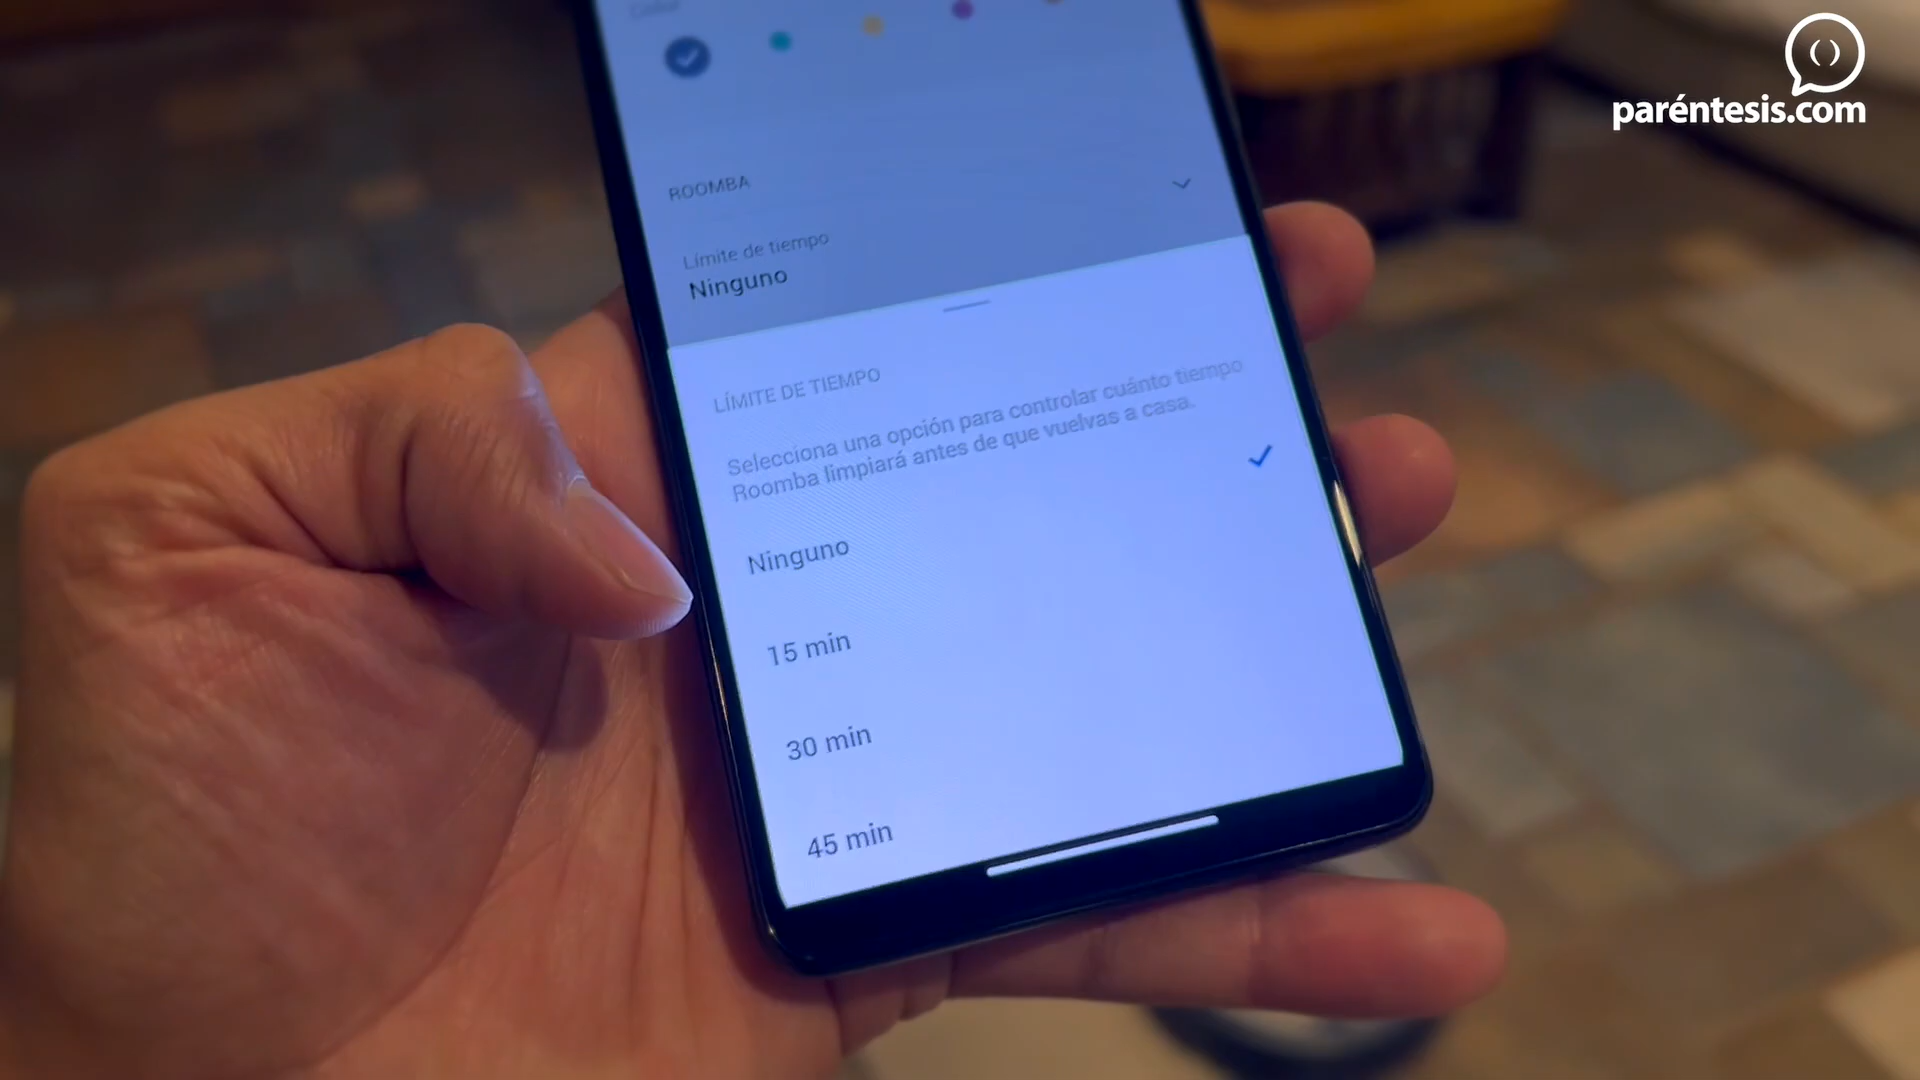 paréntesis.com
Color
ROOMBA
Límite de tiempo
Ninguno
LÍMITE DE TIEMPO
Selecciona una opción para controlar cuánto tiempo
Roomba limpiará antes de que vuelvas a casa.
Ninguno
15 min
30 min
45 min